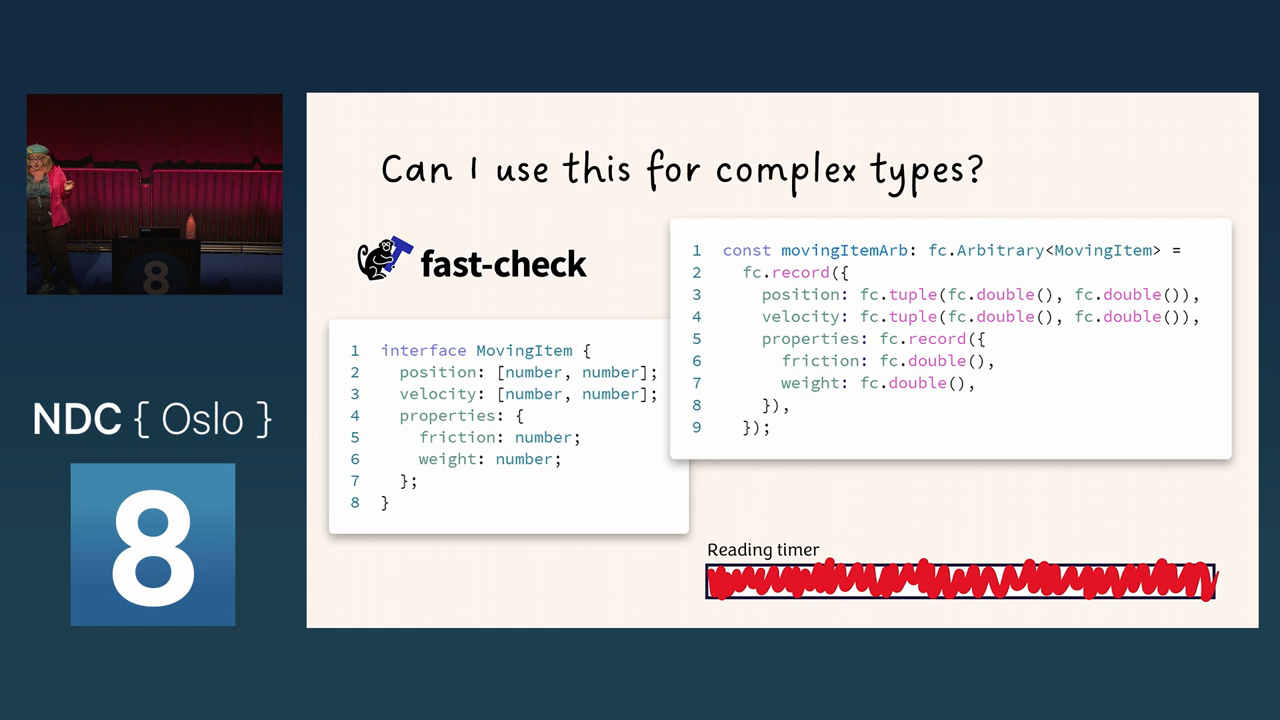 Can I use this for complex types?
fast-check
1 interface MovingItem {
2 position: [number, number];
3 velocity: [number, number];
4 properties: {
5 friction: number;
6 weight: number;
7 };
8 }
1 const movingItemArb: fc.Arbitrary<MovingItem> =
2 fc.record({
3 position: fc.tuple(fc.double(), fc.double()),
4 velocity: fc.tuple(fc.double(), fc.double()),
5 properties: fc.record({
6 friction: fc.double(),
7 weight: fc.double(),
8 }),
9 });
Reading timer
8
NDC { Oslo }
8